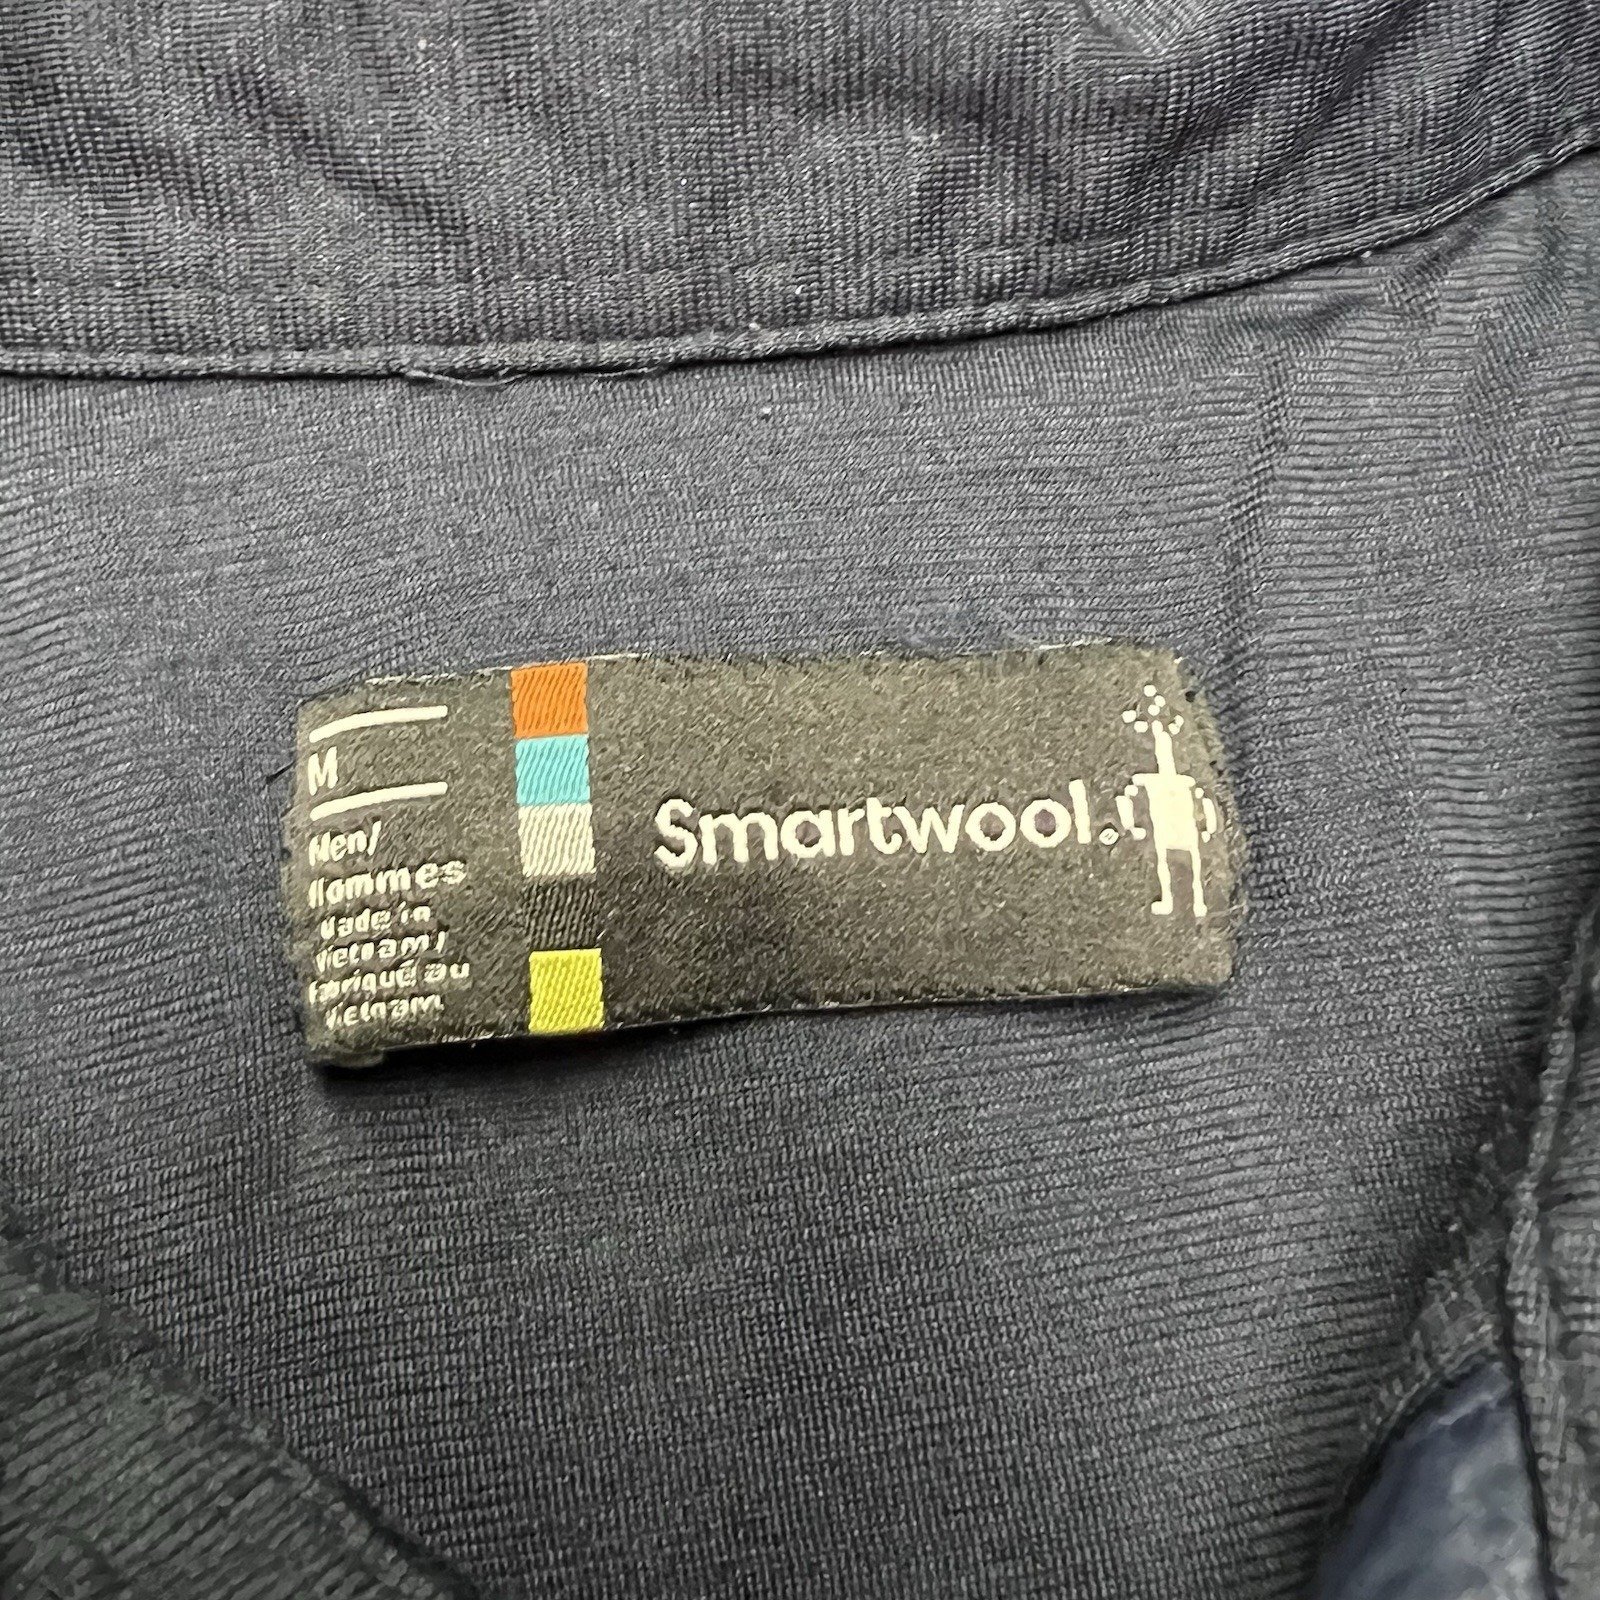 M
Men/
Hommes
Made in
Vietnam/
Fabriqué au
Vietnam
Smartwool.